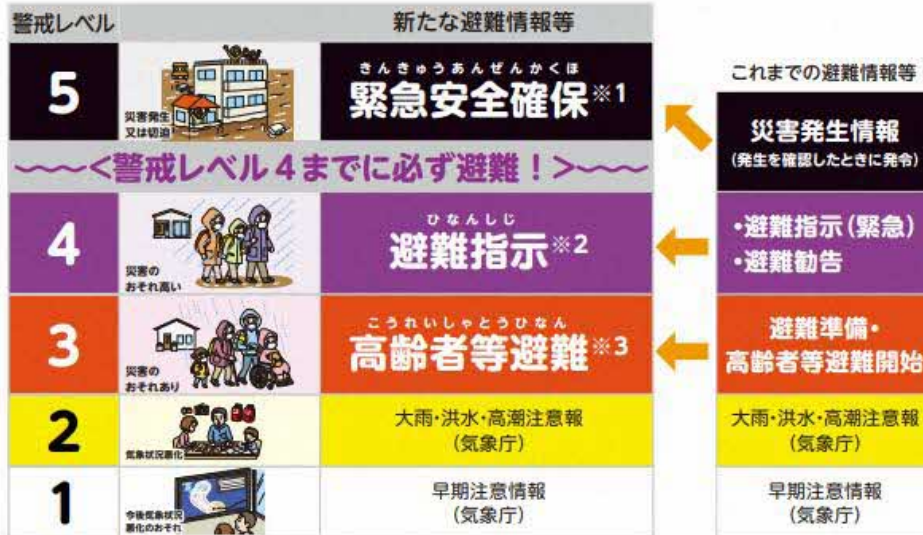 警戒レベル
新たな避難情報等
5
災害発生
又は切迫
きんきゅうあんぜんかくほ
緊急安全確保※1
〜〜〜<警戒レベル4までに必ず避難!>〜〜〜
4
災害の
おそれ高い
ひなんしじ
避難指示※2
3
災害の
おそれあり
こうれいしゃとうひなん
高齢者等避難※3
2
気象状況悪化
大雨・洪水・高潮注意報
(気象庁)
1
今後気象状況
悪化のおそれ
早期注意情報
(気象庁)
これまでの避難情報等
災害発生情報
(発生を確認したときに発令)
・避難指示(緊急)
・避難勧告
避難準備・
高齢者等避難開始
大雨・洪水・高潮注意報
(気象庁)
早期注意情報
(気象庁)